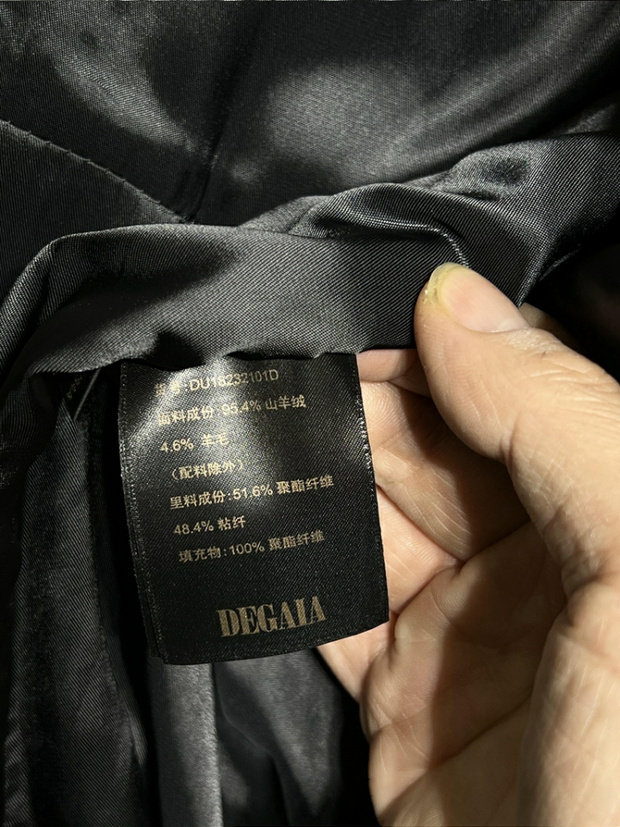 货号:DU18232101D
面料成份:95.4% 山羊绒
4.6% 羊毛
(配料除外)
里料成份:51.6% 聚酯纤维
48.4% 粘纤
填充物:100% 聚酯纤维
DEGAIA